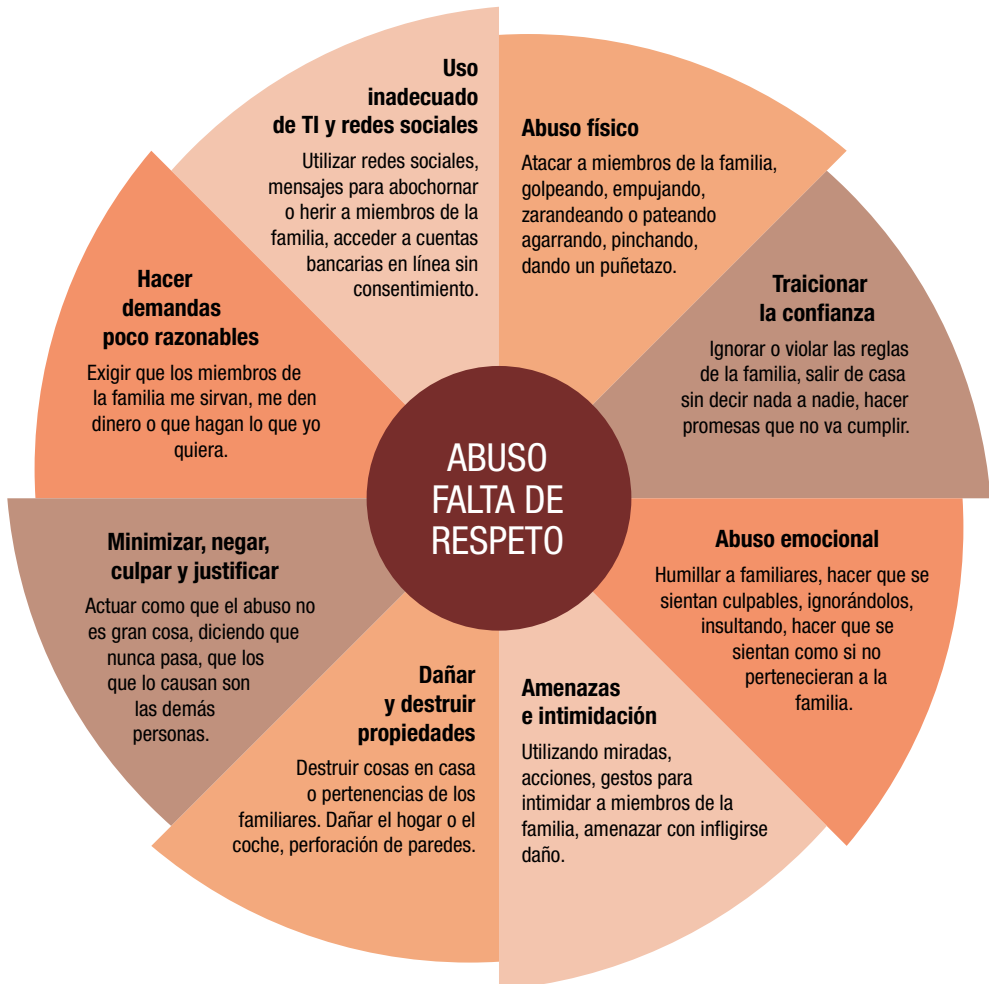 Uso
inadecuado
de TI y redes sociales
Utilizar redes sociales,
mensajes para abochornar
o herir a miembros de la
familia, acceder a cuentas
bancarias en línea sin
consentimiento.
Abuso físico
Atacar a miembros de la familia,
golpeando, empujando,
zarandeando o pateando
agarrando, pinchando,
dando un puñetazo.
Traicionar
la confianza
Ignorar o violar las reglas
de la familia, salir de casa
sin decir nada a nadie, hacer
promesas que no va cumplir.
Abuso emocional
Humillar a familiares, hacer que se
sientan culpables, ignorándolos,
insultando, hacer que se
sientan como si no
pertenecieran a la
familia.
Amenazas
e intimidación
Utilizando miradas,
acciones, gestos para
intimidar a miembros de la
familia, amenazar con infligirse
daño.
Dañar
y destruir
propiedades
Destruir cosas en casa
o pertenencias de los
familiares. Dañar el hogar o el
coche, perforación de paredes.
Minimizar, negar,
culpar y justificar
Actuar como que el abuso no
es gran cosa, diciendo que
nunca pasa, que los
que lo causan son
las demás
personas.
Hacer
demandas
poco razonables
Exigir que los miembros de
la familia me sirvan, me den
dinero o que hagan lo que yo
quiera.
ABUSO
FALTA DE
RESPETO